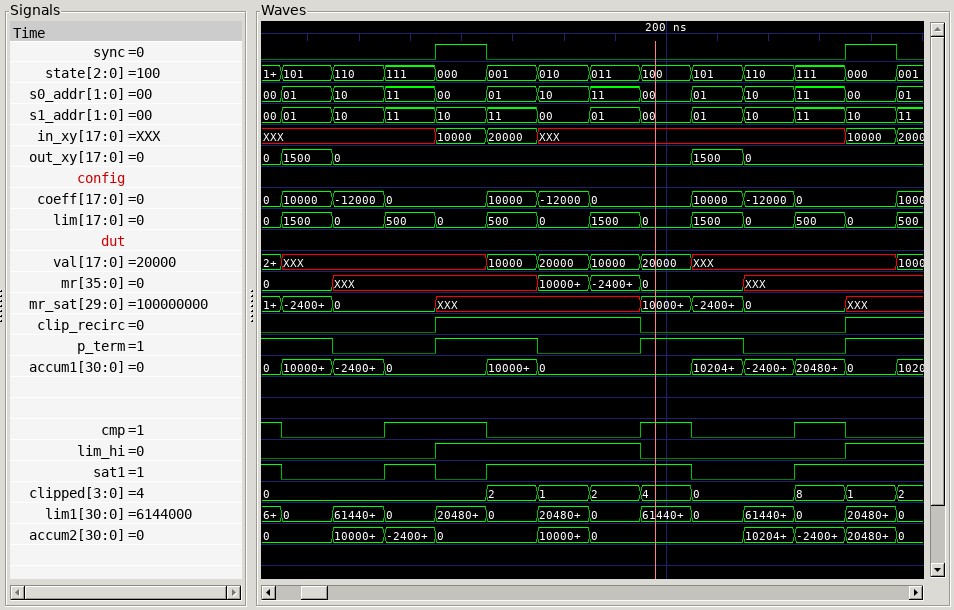 Signals Waves
Time 200 ns
sync=0
state[2:0]=100 1+ 101 110 111 000 001 010 011 100 101 110 111 000 001
s0_addr[1:0]=00 00 01 10 11 00 01 10 11 00 01 10 11 00 01
s1_addr[1:0]=00 00 01 10 11 10 11 00 01 00 01 10 11 10 11
in_xy[17:0]=XXX XXX 10000 20000 XXX 10000 2000
out_xy[17:0]=0 0 1500 0 1500 0
config
coeff[17:0]=0 0 10000 -12000 0 10000 -12000 0 10000 -12000 0 1000
lim[17:0]=0 0 1500 0 500 0 500 0 1500 0 1500 0 500 0 500
dut
val[17:0]=20000 2+ XXX 10000 20000 10000 20000 XXX 1000
mr[35:0]=0 0 XXX 10000+ -2400+ 0 XXX
mr_sat[29:0]=100000000 1+ -2400+ 0 XXX 10000+ -2400+ 0 XXX
clip_recirc=0
p_term=1
accum1[30:0]=0 0 10000+ -2400+ 0 10000+ 0 10204+ -2400+ 20480+ 0 1020
cmp=1
lim_hi=0
sat1=1
clipped[3:0]=4 0 2 1 2 4 0 8 1 2
lim1[30:0]=6144000 6+ 0 61440+ 0 20480+ 0 20480+ 0 61440+ 0 61440+ 0 20480+ 0
accum2[30:0]=0 0 10000+ -2400+ 0 10000+ 0 10204+ -2400+ 20480+ 0